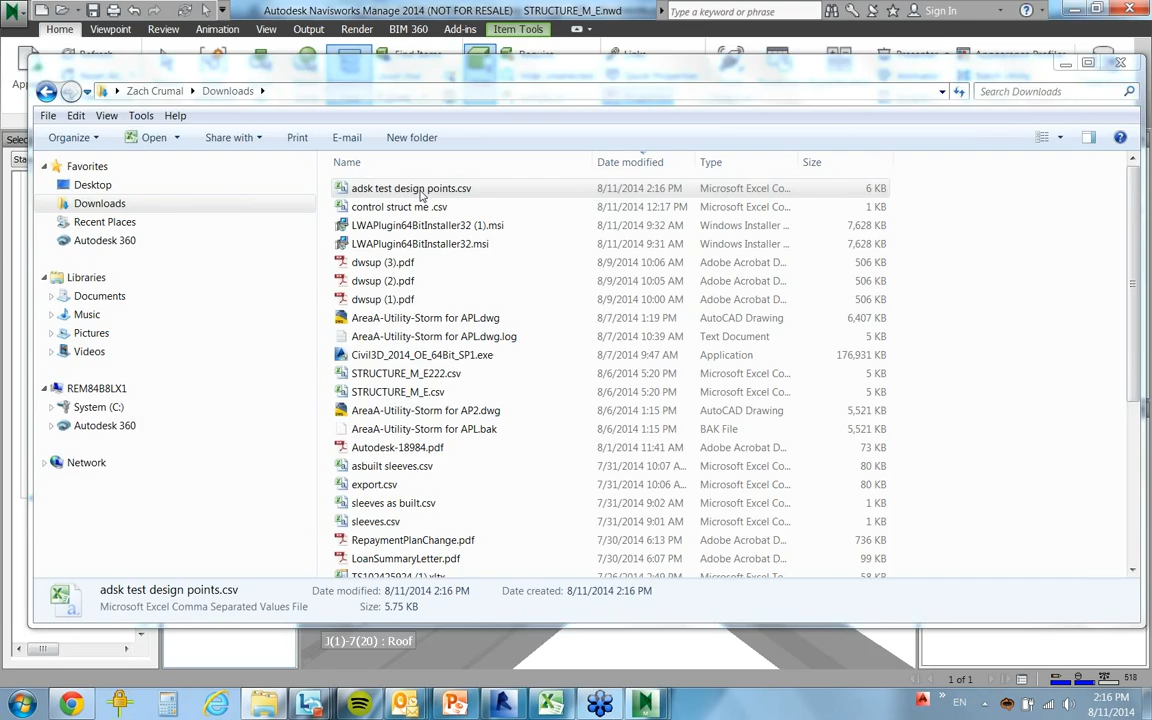 Autodesk Navisworks Manage 2014 (NOT FOR RESALE) STRUCTURE_M_E.nwd
Type a keyword or phrase
Sign In
Home Viewpoint Review Animation View Output Render BIM 360 Add-ins Item Tools
Zach Crumal Downloads
Search Downloads
File Edit View Tools Help
Organize Open Share with Print E-mail New folder
Favorites
Desktop
Downloads
Recent Places
Autodesk 360
Libraries
Documents
Music
Pictures
Videos
REM84B8LX1
System (C:)
Autodesk 360
Network
Name Date modified Type Size
adsk test design points.csv 8/11/2014 2:16 PM Microsoft Excel Co... 6 KB
control struct me .csv 8/11/2014 12:17 PM Microsoft Excel Co... 1 KB
LWAPlugin64BitInstaller32 (1).msi 8/11/2014 9:32 AM Windows Installer ... 7,628 KB
LWAPlugin64BitInstaller32.msi 8/11/2014 9:31 AM Windows Installer ... 7,628 KB
dwsup (3).pdf 8/9/2014 10:06 AM Adobe Acrobat D... 506 KB
dwsup (2).pdf 8/9/2014 10:05 AM Adobe Acrobat D... 506 KB
dwsup (1).pdf 8/9/2014 10:00 AM Adobe Acrobat D... 506 KB
AreaA-Utility-Storm for APL.dwg 8/7/2014 1:19 PM AutoCAD Drawing 6,407 KB
AreaA-Utility-Storm for APL.dwg.log 8/7/2014 10:39 AM Text Document 5 KB
Civil3D_2014_OE_64Bit_SP1.exe 8/7/2014 9:47 AM Application 176,931 KB
STRUCTURE_M_E222.csv 8/6/2014 5:20 PM Microsoft Excel Co... 5 KB
STRUCTURE_M_E.csv 8/6/2014 5:20 PM Microsoft Excel Co... 5 KB
AreaA-Utility-Storm for AP2.dwg 8/6/2014 1:15 PM AutoCAD Drawing 5,521 KB
AreaA-Utility-Storm for APL.bak 8/6/2014 1:15 PM BAK File 5,521 KB
Autodesk-18984.pdf 8/1/2014 11:41 AM Adobe Acrobat D... 73 KB
asbuilt sleeves.csv 7/31/2014 10:07 A... Microsoft Excel Co... 80 KB
export.csv 7/31/2014 10:06 A... Microsoft Excel Co... 80 KB
sleeves as built.csv 7/31/2014 9:02 AM Microsoft Excel Co... 1 KB
sleeves.csv 7/31/2014 9:01 AM Microsoft Excel Co... 1 KB
RepaymentPlanChange.pdf 7/30/2014 6:13 PM Adobe Acrobat D... 736 KB
LoanSummaryLetter.pdf 7/30/2014 6:07 PM Adobe Acrobat D... 99 KB
adsk test design points.csv Date modified: 8/11/2014 2:16 PM Date created: 8/11/2014 2:16 PM
Microsoft Excel Comma Separated Values File Size: 5.75 KB
J(1)-7(20) : Roof
1 of 1
518
EN
2:16 PM
8/11/2014